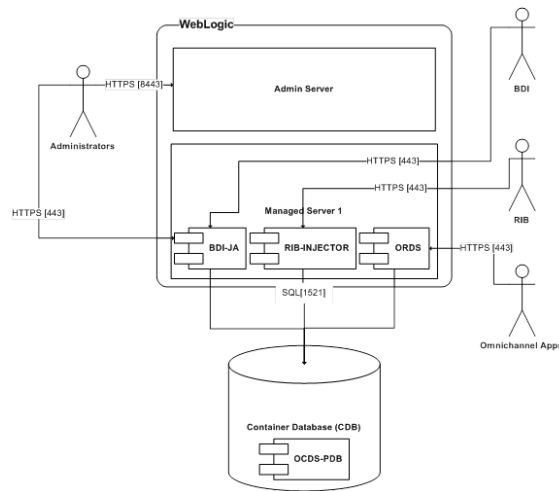 WebLogic
BDI
HTTPS [8443]
Admin Server
Administrators
HTTPS [443]
HTTPS [443]
RIB
HTTPS [443]
Managed Server 1
BDI-JA
RIB-INJECTOR
ORDS
HTTPS [443]
SQL[1521]
Omnichannel Apps
Container Database (CDB)
OCDS-PDB